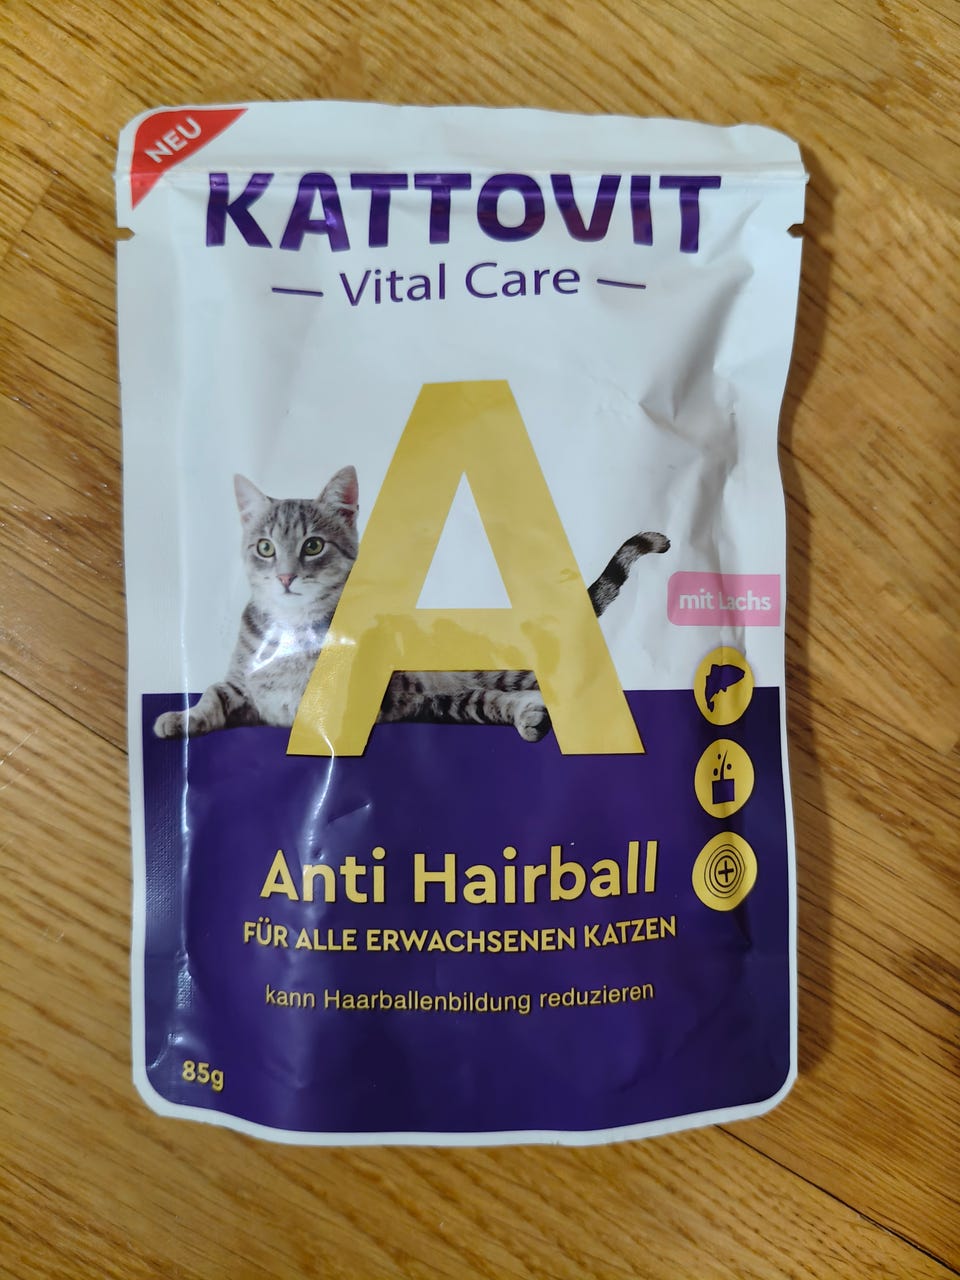 NEU
KATTOVIT
Vital Care
A
mit Lachs
Anti Hairball
FÜR ALLE ERWACHSENEN KATZEN
kann Haarballenbildung reduzieren
85g